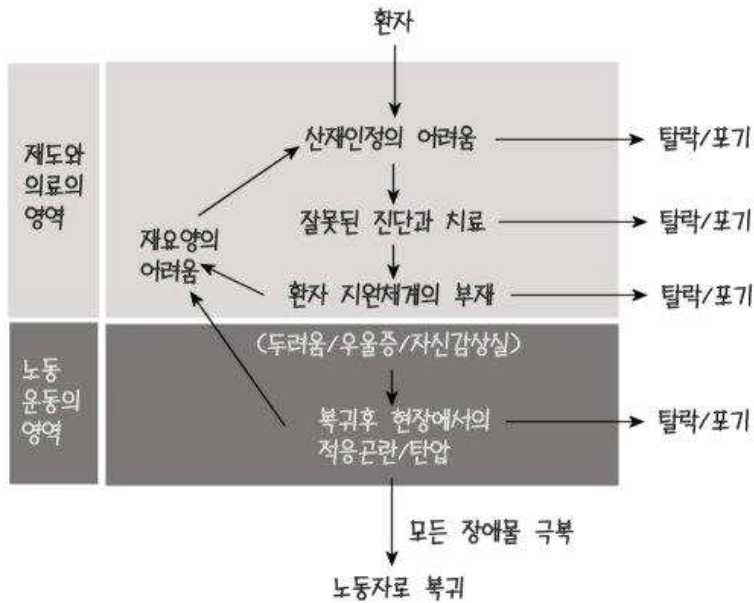 환자
산재인정의 어려움
탈락/포기
제도와
의료의
영역
잘못된 진단과 치료
탈락/포기
재요양의
어려움
환자 지원체계의 부재
탈락/포기
(두려움/우울증/자신감상실)
노동
운동의
영역
복귀후 현장에서의
적응곤란/탄압
탈락/포기
모든 장애물 극복
노동자로 복귀